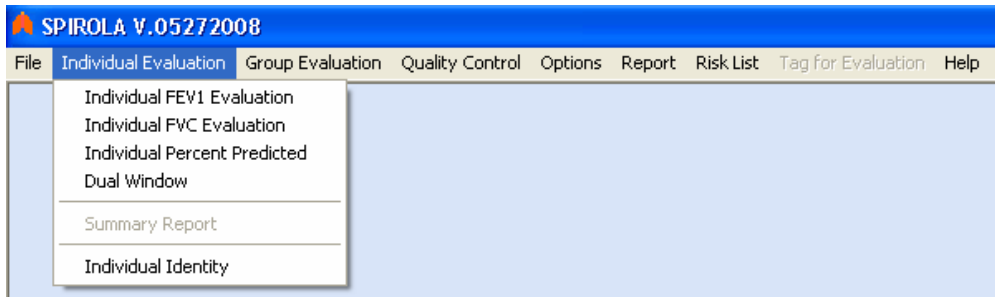 SPIROLA V.05272008
File Individual Evaluation Group Evaluation Quality Control Options Report Risk List Tag for Evaluation Help
Individual FEV1 Evaluation
Individual FVC Evaluation
Individual Percent Predicted
Dual Window
Summary Report
Individual Identity